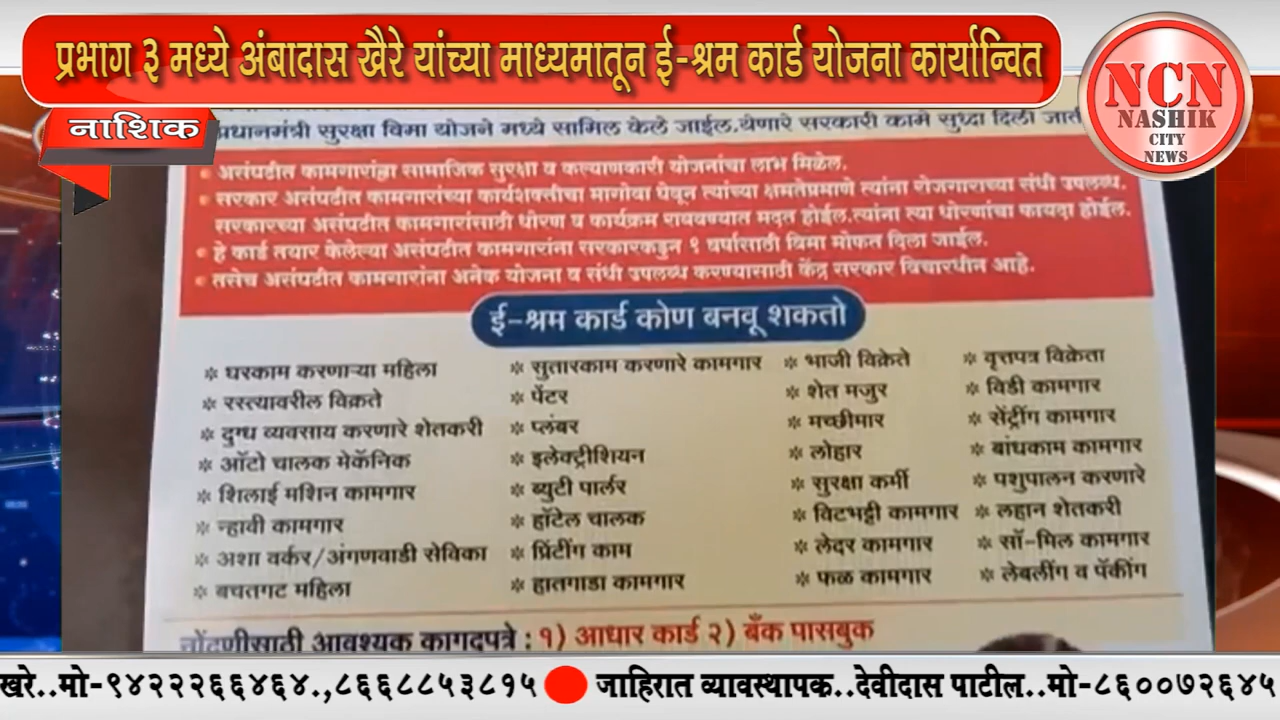 प्रभाग ३ मध्ये अंबादास खैरे यांच्या माध्यमातून ई-श्रम कार्ड योजना कार्यान्वित
नाशिक
NCN
NASHIK
CITY
NEWS
प्रधानमंत्री सुरक्षा विमा योजने मध्ये सामिल केले जाईल.येणारे सरकारी कामे सुध्दा दिली
• असंघटीत कामगारांना सामाजिक सुरक्षा व कल्याणकारी योजनांचा लाभ मिळेल.
• सरकार असंघटीत कामगारांच्या कार्यशक्तीचा मागोवा घेवून त्यांच्या क्षमतेप्रमाणे त्यांना रोजगाराच्या संधी उपलब्ध.
सरकारच्या असंघटीत कामगारांसाठी धोरण व कार्यक्रम राबवण्यात मदत होईल.त्यांना त्या धोरणांचा फायदा होईल.
• हे कार्ड तयार केलेल्या असंघटीत कामगारांना सरकारकडुन १ वर्षासाठी विमा मोफत दिला जाईल.
• तसेच असंघटीत कामगारांना अनेक योजना व संधी उपलब्ध करण्यासाठी केंद्र सरकार विचारधीन आहे.
ई-श्रम कार्ड कोण बनवू शकतो
* घरकाम करणाऱ्या महिला
* रस्त्यावरील विक्रते
* दुग्ध व्यवसाय करणारे शेतकरी
* ऑटो चालक मेकॅनिक
* शिलाई मशिन कामगार
* न्हावी कामगार
* अशा वर्कर/अंगणवाडी सेविका
* बचतगट महिला
* सुतारकाम करणारे कामगार
* पेंटर
* प्लंबर
* इलेक्ट्रीशियन
* ब्युटी पार्लर
* हॉटेल चालक
* प्रिंटींग काम
* हातगाडा कामगार
* भाजी विक्रेते
* शेत मजुर
* मच्छीमार
* लोहार
* सुरक्षा कर्मी
* विटभट्टी कामगार
* लेदर कामगार
* फळ कामगार
* वृत्तपत्र विक्रेता
* विडी कामगार
* सेंट्रींग कामगार
* बांधकाम कामगार
* पशुपालन करणारे
* लहान शेतकरी
* सॉ-मिल कामगार
* लेबलींग व पॅकींग
नोंदणीसाठी आवश्यक कागदपत्रे : १) आधार कार्ड २) बँक पासबुक
खरे..मो-९४२२२६६४६४.,८६६८८५३८१५ जाहिरात व्यावस्थापक..देवीदास पाटील..मो-८६००७२६४५